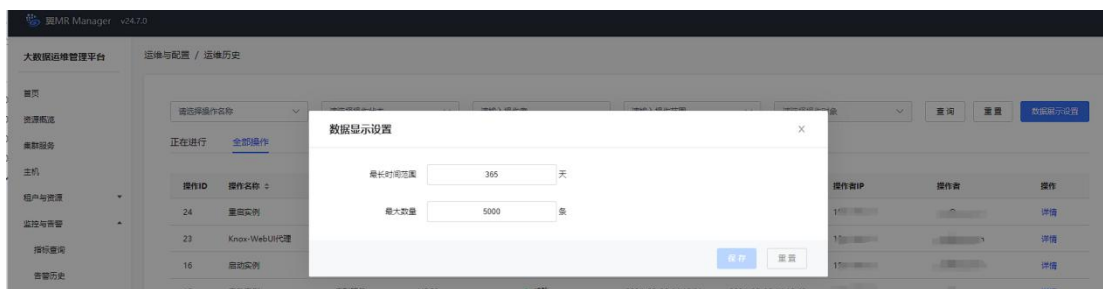 翼MR Manager v24.7.0
大数据运维管理平台
运维与配置 / 运维历史
首页
资源概览
集群服务
主机
租户与资源
监控与告警
指标查询
告警历史
请选择操作名称
查询
重置
数据展示设置
正在进行
全部操作
数据显示设置
最长时间范围 365 天
最大数量 5000 条
保存
重置
操作ID 操作名称 操作者IP 操作者 操作
24 重启实例 详情
23 Knox-WebUI代理 详情
16 启动实例 详情